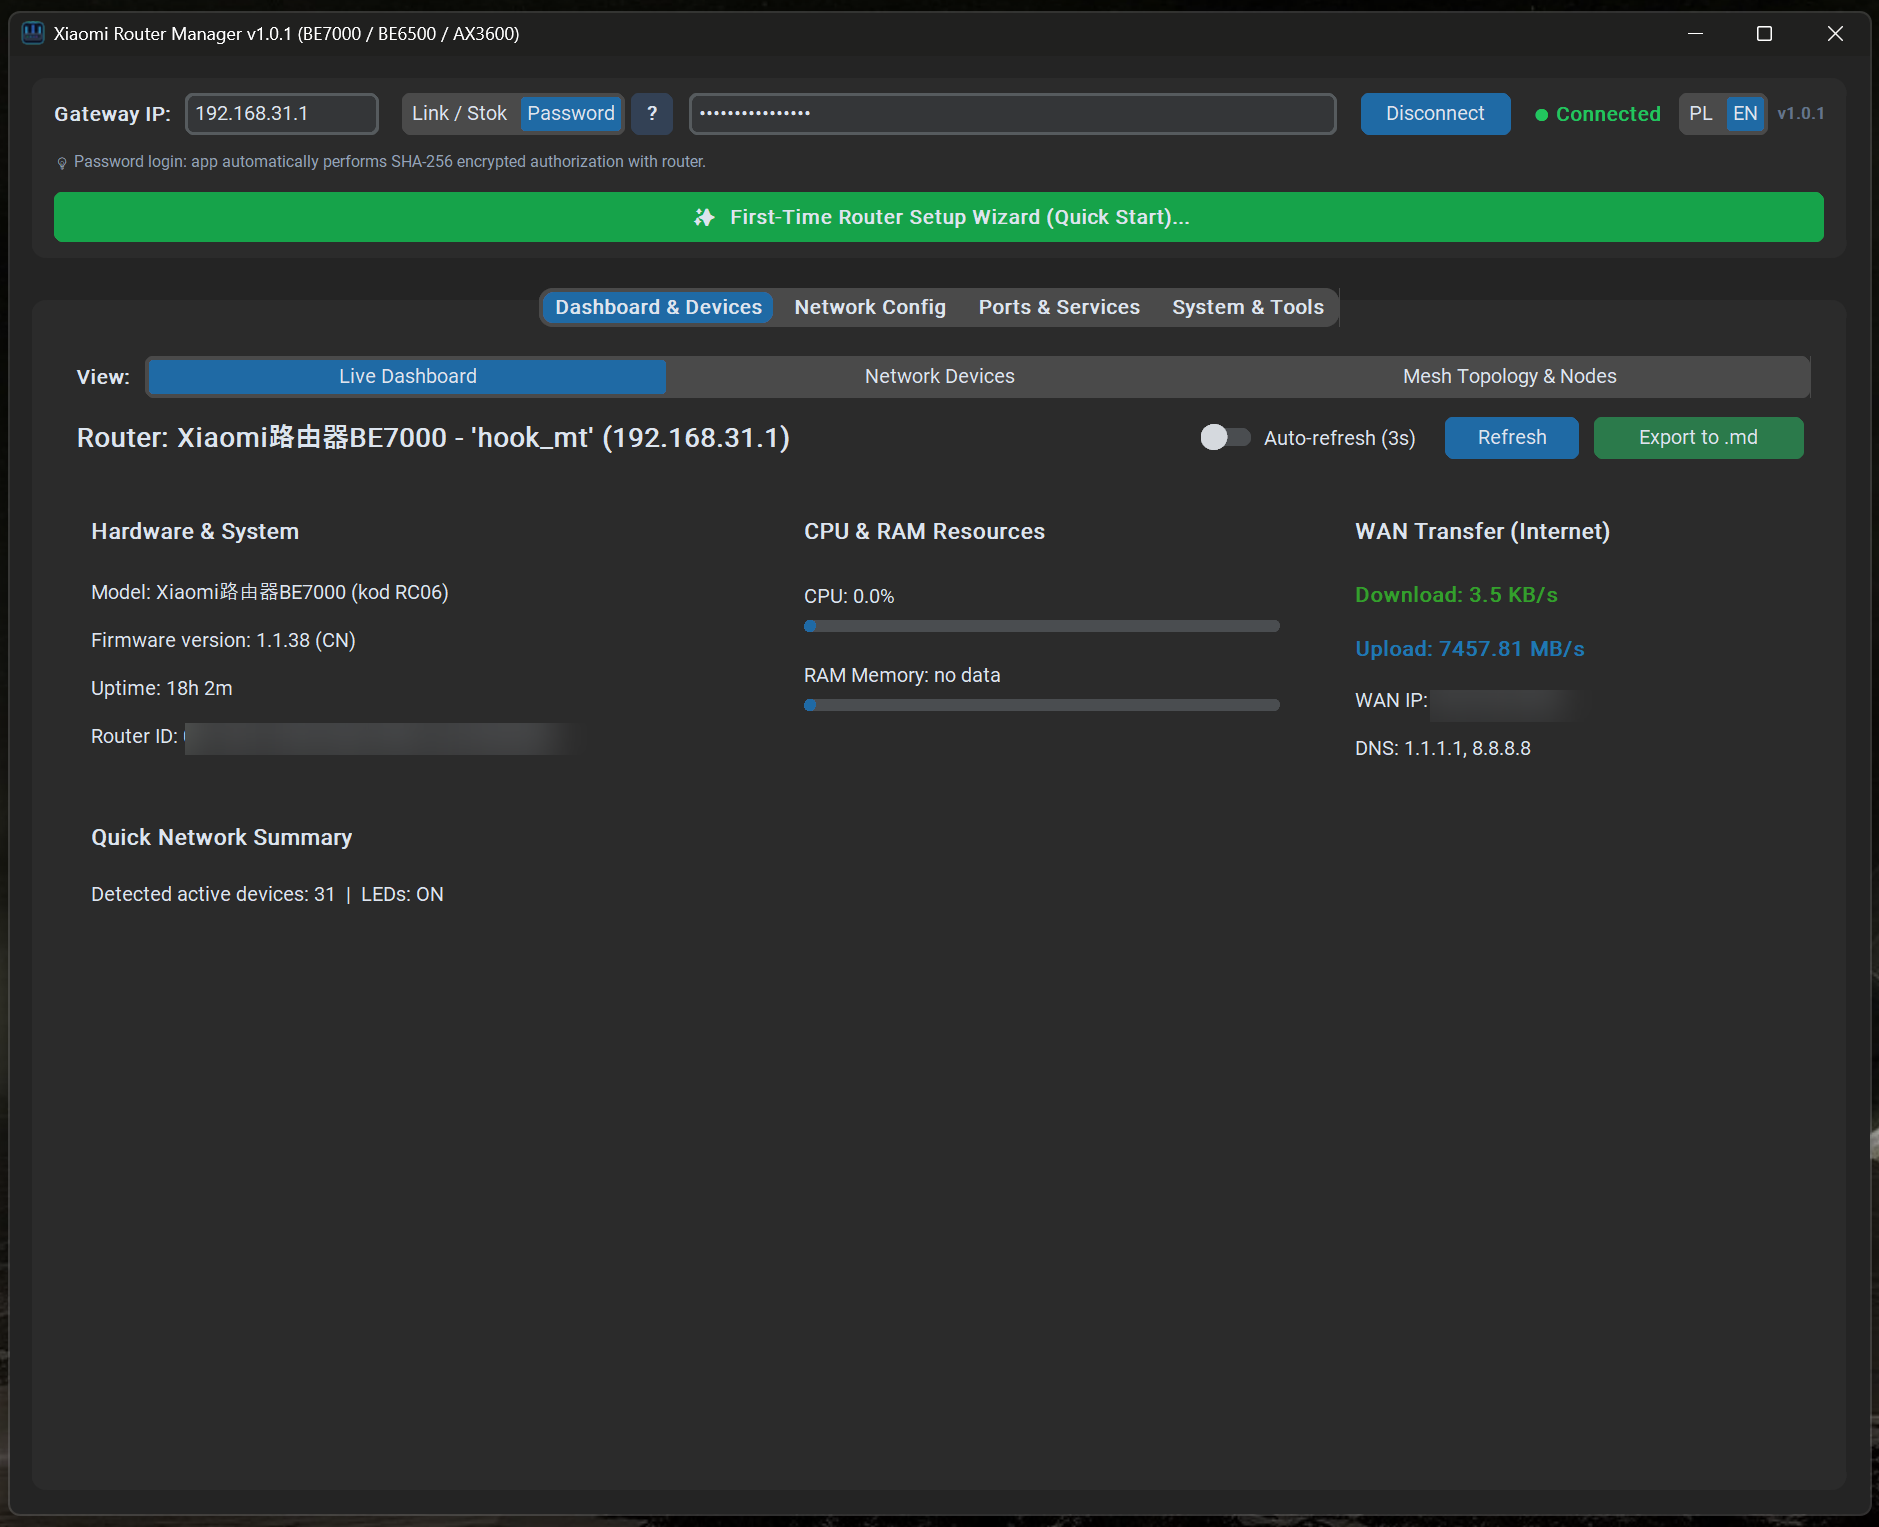 Xiaomi Router Manager v1.0.1 (BE7000 / BE6500 / AX3600)
Gateway IP: 192.168.31.1 Link / Stok Password ? •••••••••••••••• Disconnect ● Connected PL EN v1.0.1
Password login: app automatically performs SHA-256 encrypted authorization with router.
First-Time Router Setup Wizard (Quick Start)...
Dashboard & Devices Network Config Ports & Services System & Tools
View: Live Dashboard Network Devices Mesh Topology & Nodes
Router: Xiaomi路由器BE7000 - 'hook_mt' (192.168.31.1) Auto-refresh (3s) Refresh Export to .md
Hardware & System
Model: Xiaomi路由器BE7000 (kod RC06)
Firmware version: 1.1.38 (CN)
Uptime: 18h 2m
Router ID:
CPU & RAM Resources
CPU: 0.0%
RAM Memory: no data
WAN Transfer (Internet)
Download: 3.5 KB/s
Upload: 7457.81 MB/s
WAN IP:
DNS: 1.1.1.1, 8.8.8.8
Quick Network Summary
Detected active devices: 31 | LEDs: ON